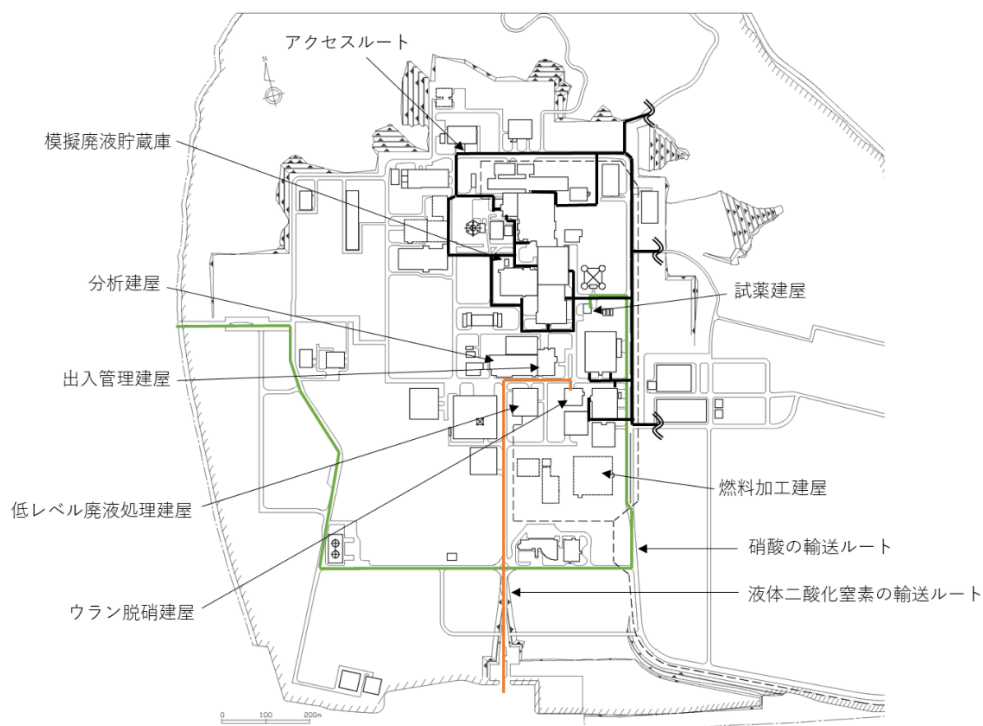 アクセスルート
N
模擬廃液貯蔵庫
分析建屋
試薬建屋
出入管理建屋
低レベル廃液処理建屋
燃料加工建屋
硝酸の輸送ルート
液体二酸化窒素の輸送ルート
ウラン脱硝建屋
0 100 200m